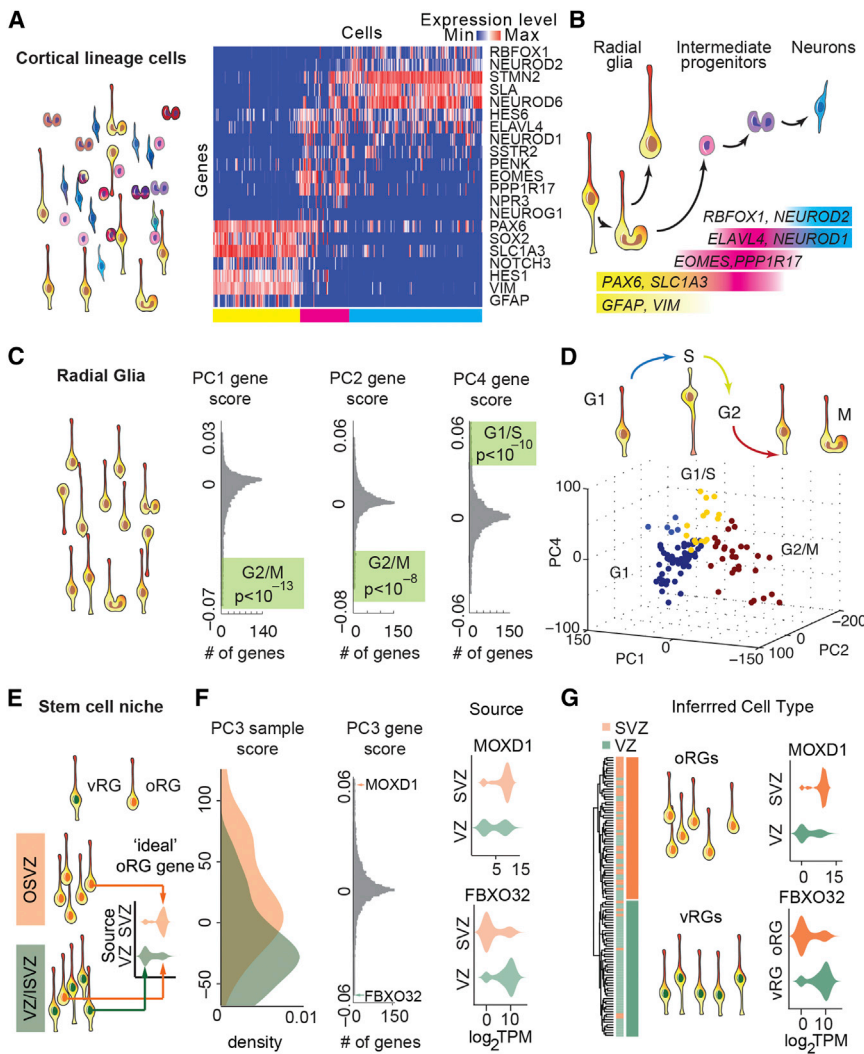 A
Cortical lineage cells
Expression level
Cells
Min Max
Genes
RBFOX1
NEUROD2
STMN2
SLA
NEUROD6
HES6
ELAVL4
NEUROD1
SSTR2
PENK
EOMES
PPP1R17
NPR3
NEUROG1
PAX6
SOX2
SLC1A3
NOTCH3
HES1
VIM
GFAP
B
Radial
glia
Intermediate
progenitors
Neurons
RBFOX1, NEUROD2
ELAVL4, NEUROD1
EOMES,PPP1R17
PAX6, SLC1A3
GFAP, VIM
C
Radial Glia
PC1 gene
score
0.03
0
−0.07
G2/M
p<10−13
0 140
# of genes
PC2 gene
score
0.06
0
−0.08
G2/M
p<10−8
0 150
# of genes
PC4 gene
score
0.06
0
−0.06
G1/S
p<10−10
0 150
# of genes
D
G1
S
G2
M
G1/S
G2/M
G1
PC4
100
0
−100
150
0
−150
PC1
100
0
−200
PC2
E
Stem cell niche
vRG
oRG
‘ideal’
oRG gene
OSVZ
VZ/ISVZ
Source
VZ SVZ
F
PC3 sample
score
100
50
0
−50
0 0.01
density
PC3 gene
score
0.06
MOXD1
0
−0.06
FBXO32
0 150
# of genes
Source
MOXD1
SVZ
VZ
5 15
FBXO32
SVZ
VZ
0 10
log2TPM
G
Inferrred Cell Type
SVZ
VZ
oRGs
vRGs
MOXD1
SVZ
VZ
0 15
FBXO32
oRG
vRG
0 10
log2TPM